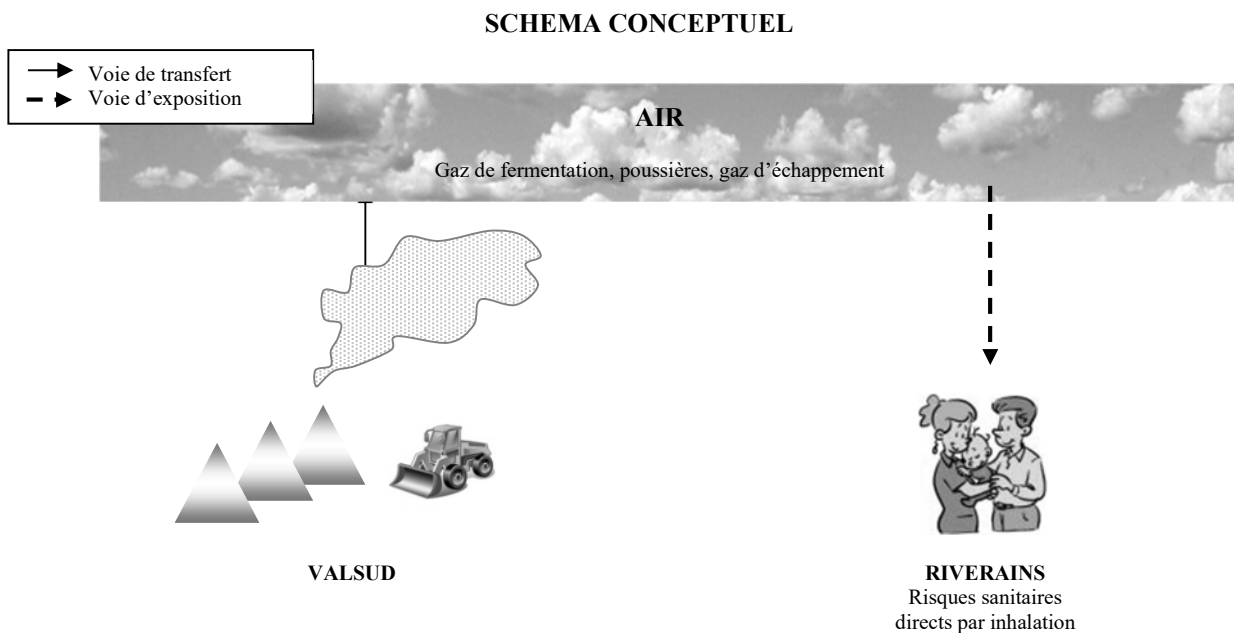 SCHEMA CONCEPTUEL
Voie de transfert
Voie d'exposition
AIR
Gaz de fermentation, poussières, gaz d'échappement
VALSUD
RIVERAINS
Risques sanitaires
directs par inhalation